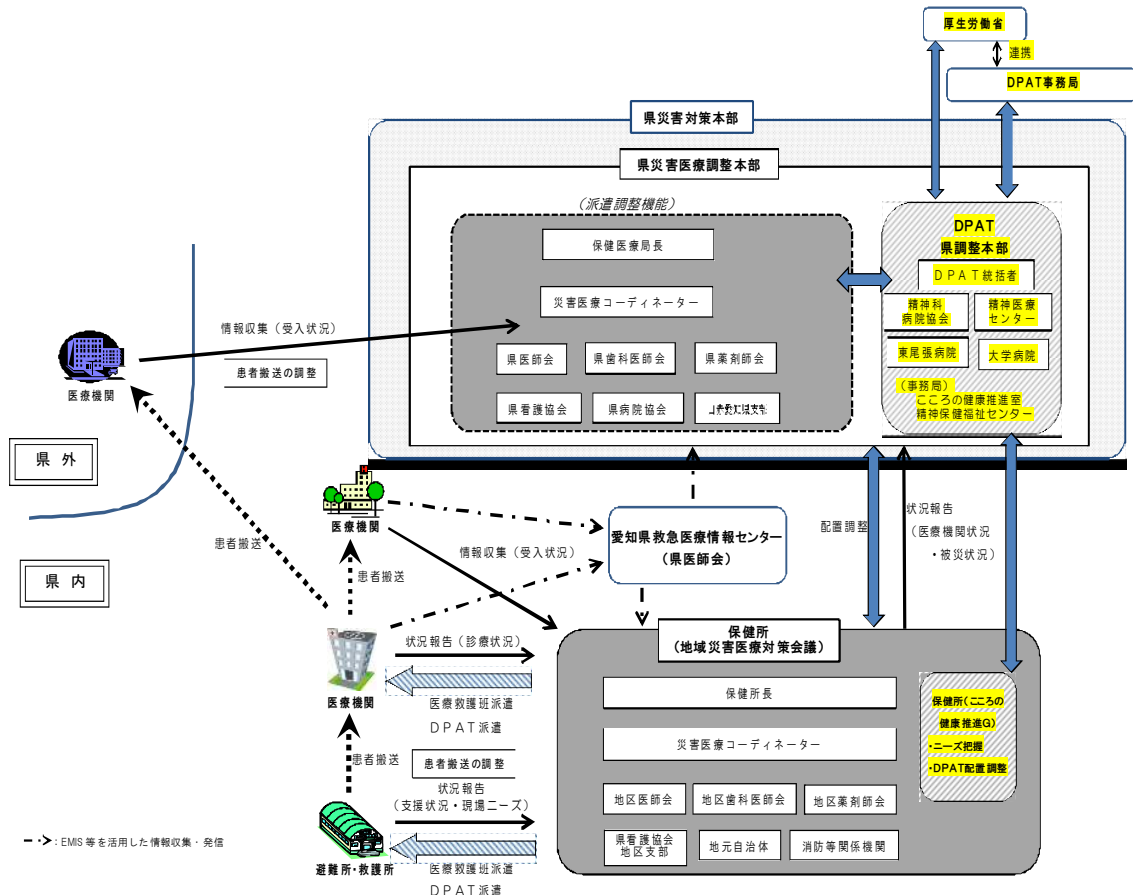 厚生労働省
連携
DPAT事務局
県災害対策本部
県災害医療調整本部
(派遣調整機能)
保健医療局長
災害医療コーディネーター
県医師会
県歯科医師会
県薬剤師会
県看護協会
県病院協会
DPAT
県調整本部
DPAT統括者
精神科
病院協会
精神医療
センター
東尾張病院
大学病院
(事務局)
こころの健康推進室
精神保健福祉センター
情報収集(受入状況)
患者搬送の調整
医療機関
県 外
県 内
患者搬送
医療機関
患者搬送
情報収集(受入状況)
愛知県救急医療情報センター
(県医師会)
配置調整
状況報告
(医療機関状況
・被災状況)
医療機関
状況報告(診療状況)
医療救護班派遣
DPAT派遣
患者搬送
患者搬送の調整
状況報告
(支援状況・現場ニーズ)
医療救護班派遣
DPAT派遣
避難所・救護所
保健所
(地域災害医療対策会議)
保健所長
災害医療コーディネーター
地区医師会
地区歯科医師会
地区薬剤師会
県看護協会
地区支部
地元自治体
消防等関係機関
保健所(こころの
健康推進G)
・ニーズ把握
・DPAT配置調整
:EMIS等を活用した情報収集・発信